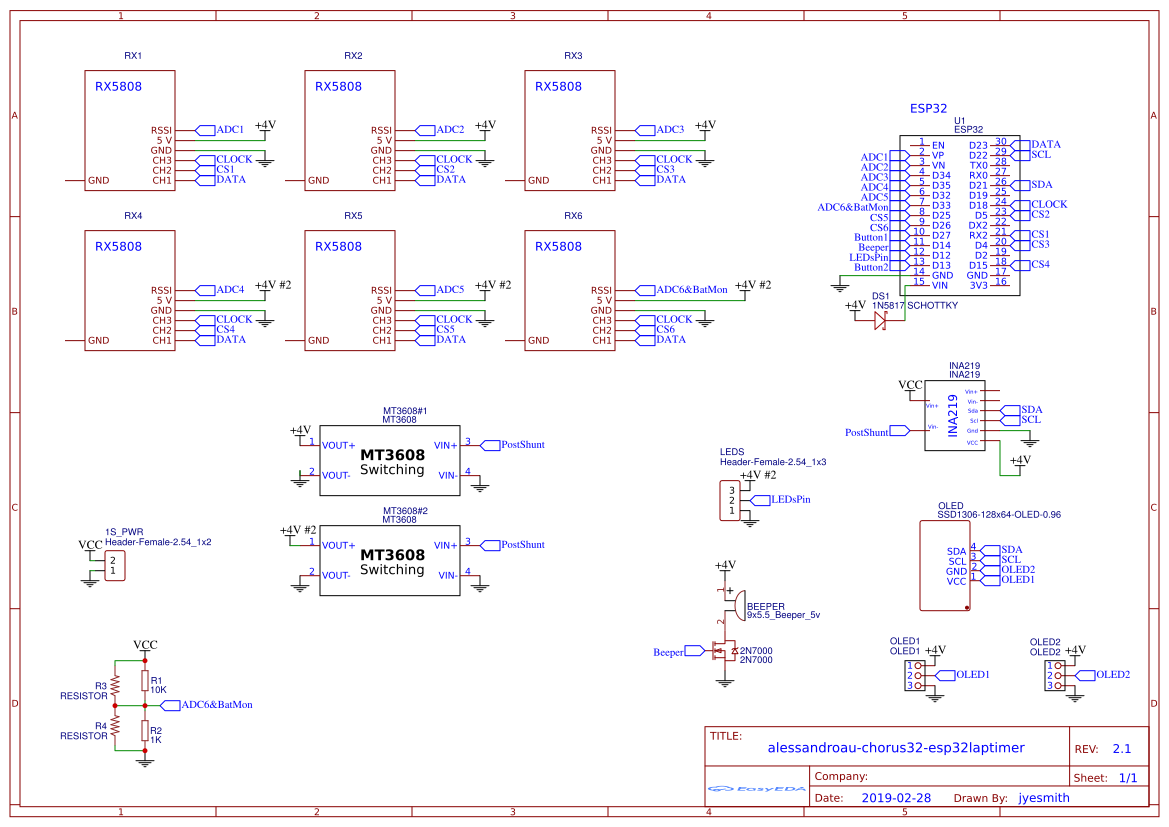 1 2 3 4 5
A A
RX1
RX5808
RSSI ADC1 +4V
5 V
GND
CH3 CLOCK
CH2 CS1
GND CH1 DATA
RX2
RX5808
RSSI ADC2 +4V
5 V
GND
CH3 CLOCK
CH2 CS2
GND CH1 DATA
RX3
RX5808
RSSI ADC3 +4V
5 V
GND
CH3 CLOCK
CH2 CS3
GND CH1 DATA
ESP32
U1
ESP32
1 EN D23 30 DATA
ADC1 2 VP D22 29 SCL
ADC2 3 VN TX0 28
ADC3 4 D34 RX0 27
ADC4 5 D35 D21 26 SDA
ADC5 6 D32 D19 25
ADC6&BatMon 7 D33 D18 24 CLOCK
CS5 8 D25 D5 23 CS2
CS6 9 D26 DX2 22
Button1 10 D27 RX2 21 CS1
Beeper 11 D14 D4 20 CS3
LEDsPin 12 D12 D2 19
Button2 13 D13 D15 18 CS4
14 GND GND 17
15 VIN 3V3 16
DS1
+4V 1N5817 SCHOTTKY
B B
RX4
RX5808
RSSI ADC4 +4V #2
5 V
GND
CH3 CLOCK
CH2 CS4
GND CH1 DATA
RX5
RX5808
RSSI ADC5 +4V #2
5 V
GND
CH3 CLOCK
CH2 CS5
GND CH1 DATA
RX6
RX5808
RSSI ADC6&BatMon +4V #2
5 V
GND
CH3 CLOCK
CH2 CS6
GND CH1 DATA
INA219
INA219
VCC
INA219
Vin+ Vin+
Vin-
Sda SDA
Scl SCL
PostShunt Vin- Gnd
VCC
+4V
MT3608#1
MT3608
+4V 1 VOUT+ VIN+ 3 PostShunt
MT3608
Switching
2 VOUT- VIN- 4
MT3608#2
MT3608
+4V #2 1 VOUT+ VIN+ 3 PostShunt
MT3608
Switching
2 VOUT- VIN- 4
LEDS
Header-Female-2.54_1x3
+4V #2
3
2 LEDsPin
1
C C
1S_PWR
Header-Female-2.54_1x2
VCC
2
1
OLED
SSD1306-128x64-OLED-0.96
SDA 4 SDA
SCL 3 SCL
GND 2 OLED2
VCC 1 OLED1
+4V
1 +
BEEPER
9x5.5_Beeper_5v
2
Beeper
2N7000
2N7000
OLED1
OLED1 +4V
1
2 OLED1
3
OLED2
OLED2 +4V
1
2 OLED2
3
VCC
R3
RESISTOR
R1
10K
ADC6&BatMon
R4
RESISTOR
R2
1K
D D
TITLE:
alessandroau-chorus32-esp32laptimer
REV: 2.1
EasyEDA
Company:
Sheet: 1/1
Date: 2019-02-28 Drawn By: jyesmith
1 2 3 4 5